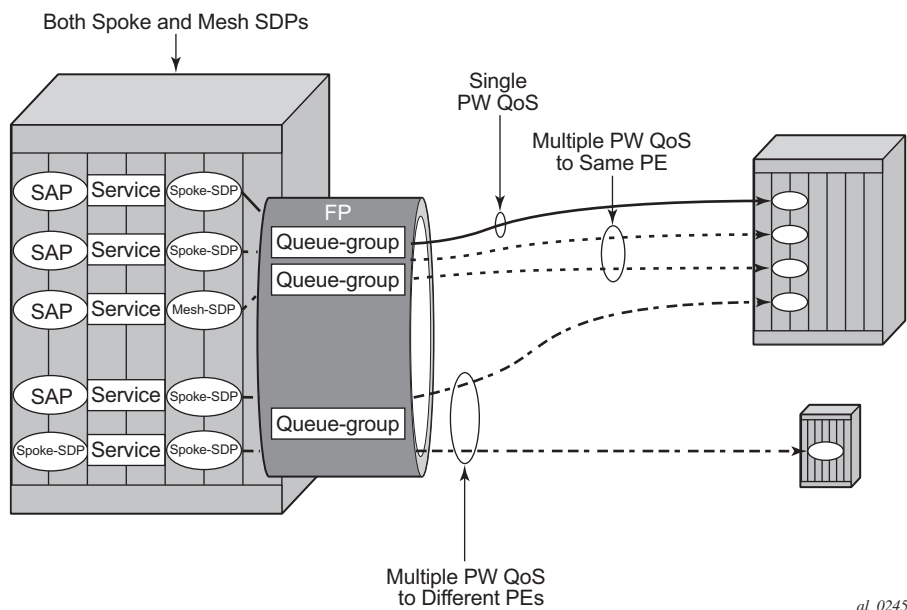 Both Spoke and Mesh SDPs
Single
PW QoS
Multiple PW QoS
to Same PE
SAP Service Spoke-SDP
FP
Queue-group
SAP Service Spoke-SDP
Queue-group
SAP Service Mesh-SDP
SAP Service Spoke-SDP
Queue-group
Spoke-SDP Service Spoke-SDP
Multiple PW QoS
to Different PEs
al_0245